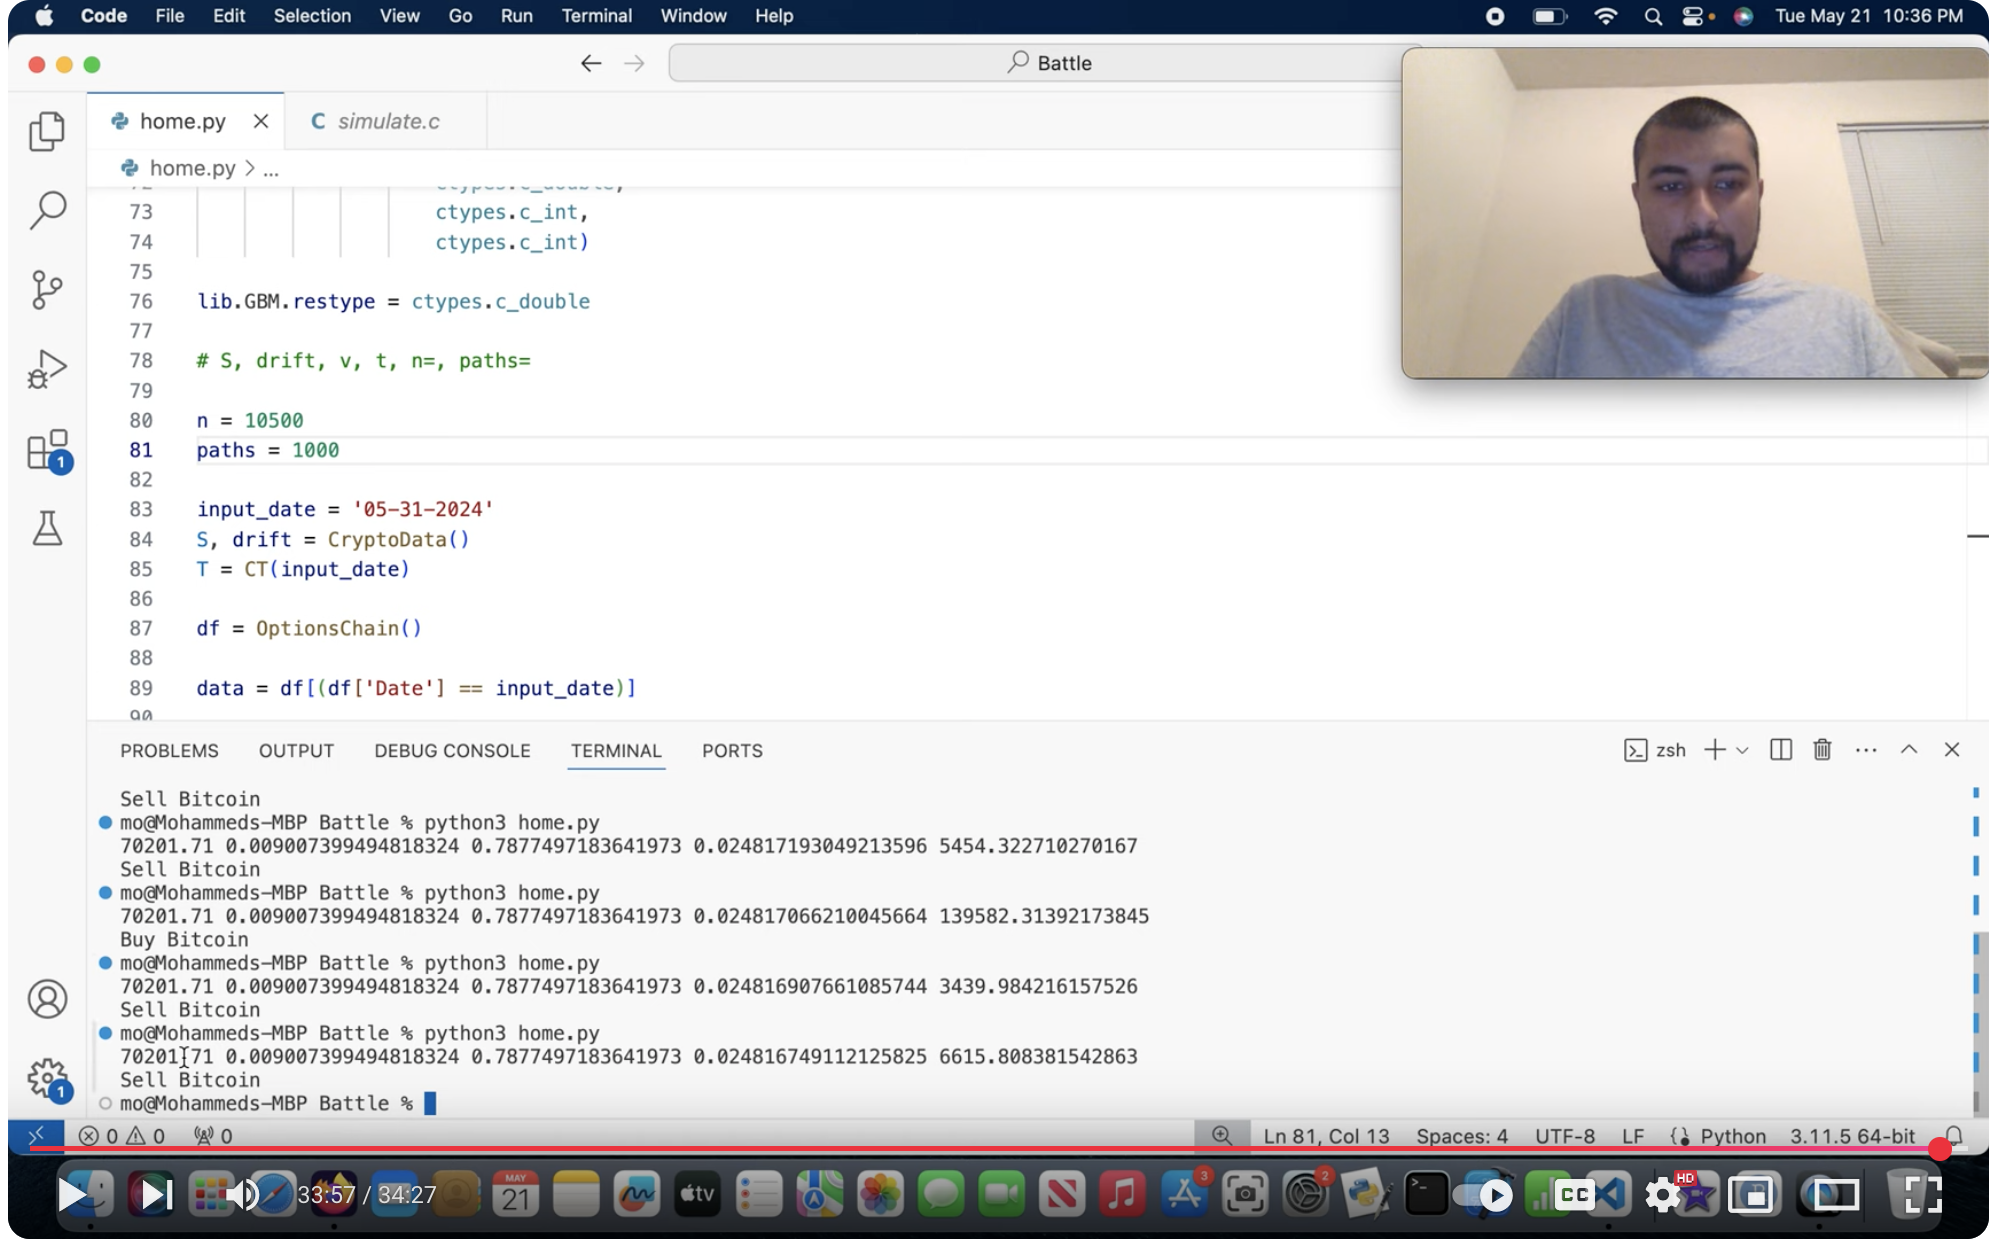 Code File Edit Selection View Go Run Terminal Window Help Tue May 21 10:36 PM
Battle
home.py simulate.c
home.py > ...
ctypes.c_double,
73 ctypes.c_int,
74 ctypes.c_int)
75
76 lib.GBM.restype = ctypes.c_double
77
78 # S, drift, v, t, n=, paths=
79
80 n = 10500
81 paths = 1000
82
83 input_date = '05-31-2024'
84 S, drift = CryptoData()
85 T = CT(input_date)
86
87 df = OptionsChain()
88
89 data = df[(df['Date'] == input_date)]
90
1
PROBLEMS OUTPUT DEBUG CONSOLE TERMINAL PORTS zsh
Sell Bitcoin
mo@Mohammeds-MBP Battle % python3 home.py
70201.71 0.009007399494818324 0.7877497183641973 0.024817193049213596 5454.322710270167
Sell Bitcoin
mo@Mohammeds-MBP Battle % python3 home.py
70201.71 0.009007399494818324 0.7877497183641973 0.024817066210045664 139582.31392173845
Buy Bitcoin
mo@Mohammeds-MBP Battle % python3 home.py
70201.71 0.009007399494818324 0.7877497183641973 0.024816907661085744 3439.984216157526
Sell Bitcoin
mo@Mohammeds-MBP Battle % python3 home.py
70201.71 0.009007399494818324 0.7877497183641973 0.024816749112125825 6615.808381542863
Sell Bitcoin
mo@Mohammeds-MBP Battle %
1
0 0 0 Ln 81, Col 13 Spaces: 4 UTF-8 LF Python 3.11.5 64-bit
33:57 / 34:27 MAY 21 tv 3 2 CC HD